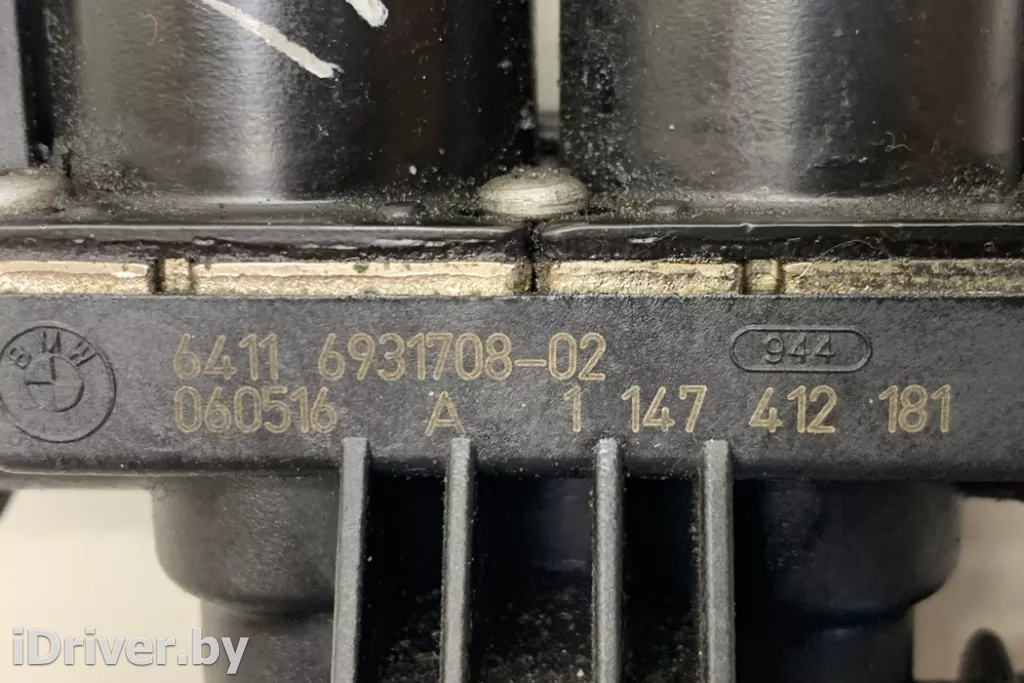 BMW
6411 6931708-02
944
060516 A 1 147 412 181
iDriver.by